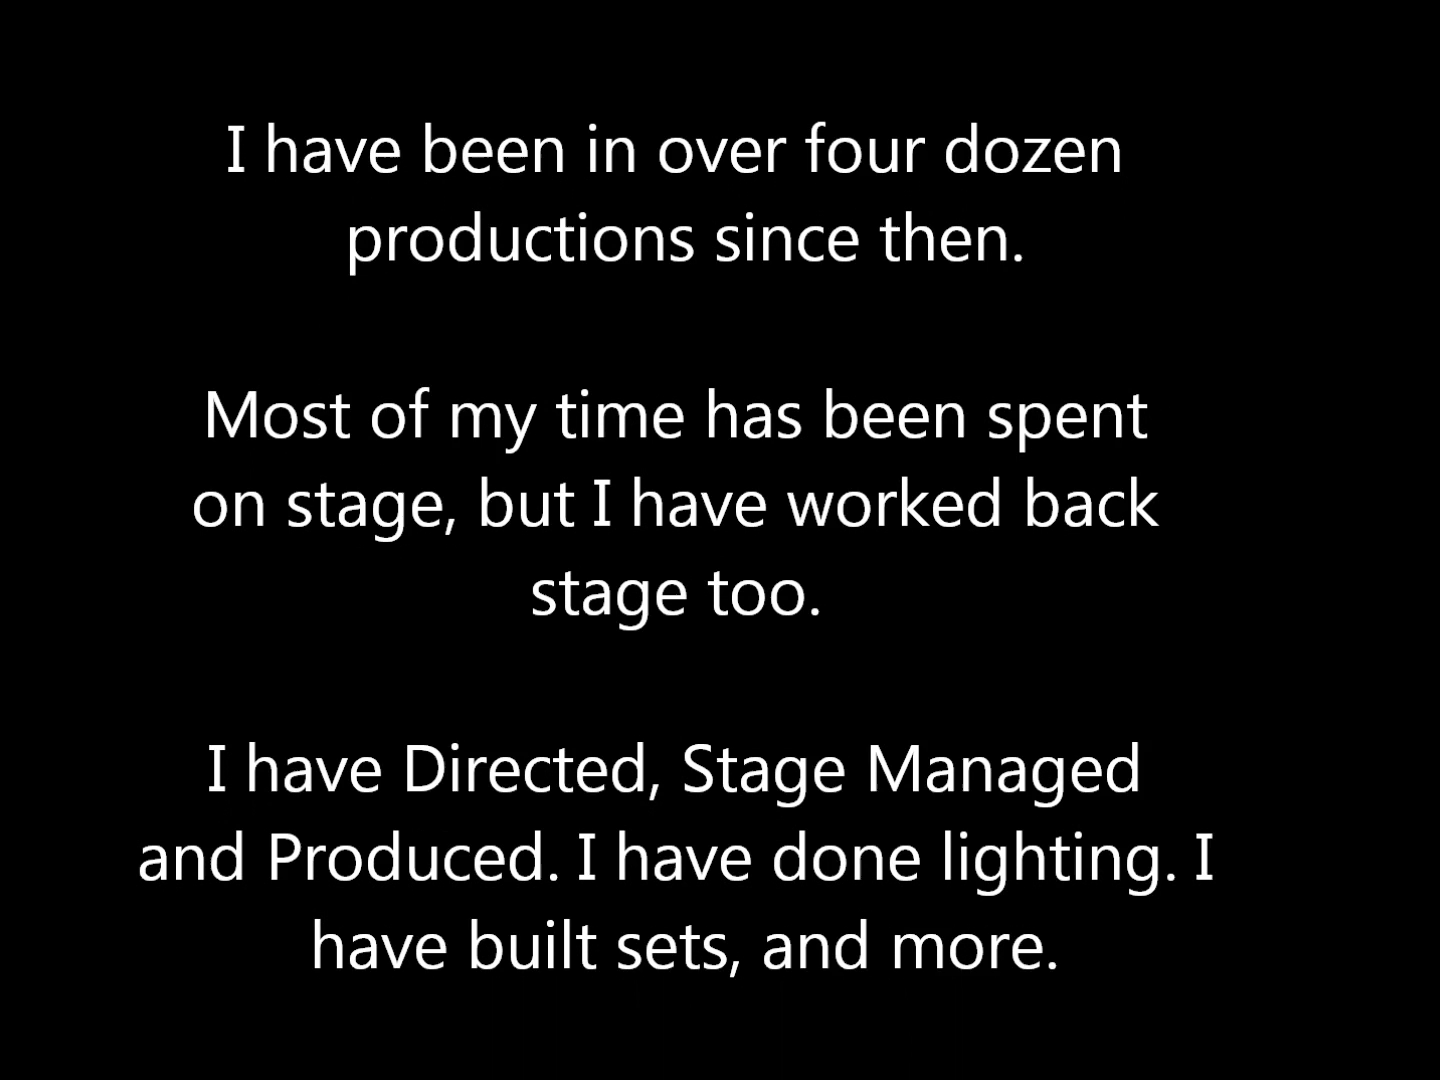 I have been in over four dozen
productions since then.
Most of my time has been spent
on stage, but I have worked back
stage too.
I have Directed, Stage Managed
and Produced. I have done lighting. I
have built sets, and more.